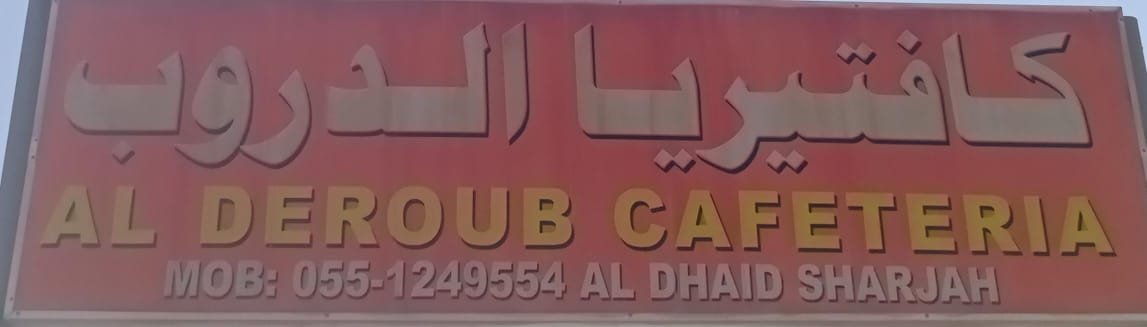 كافتيريا الدروب
AL DEROUB CAFETERIA
MOB: 055-1249554 AL DHAID SHARJAH